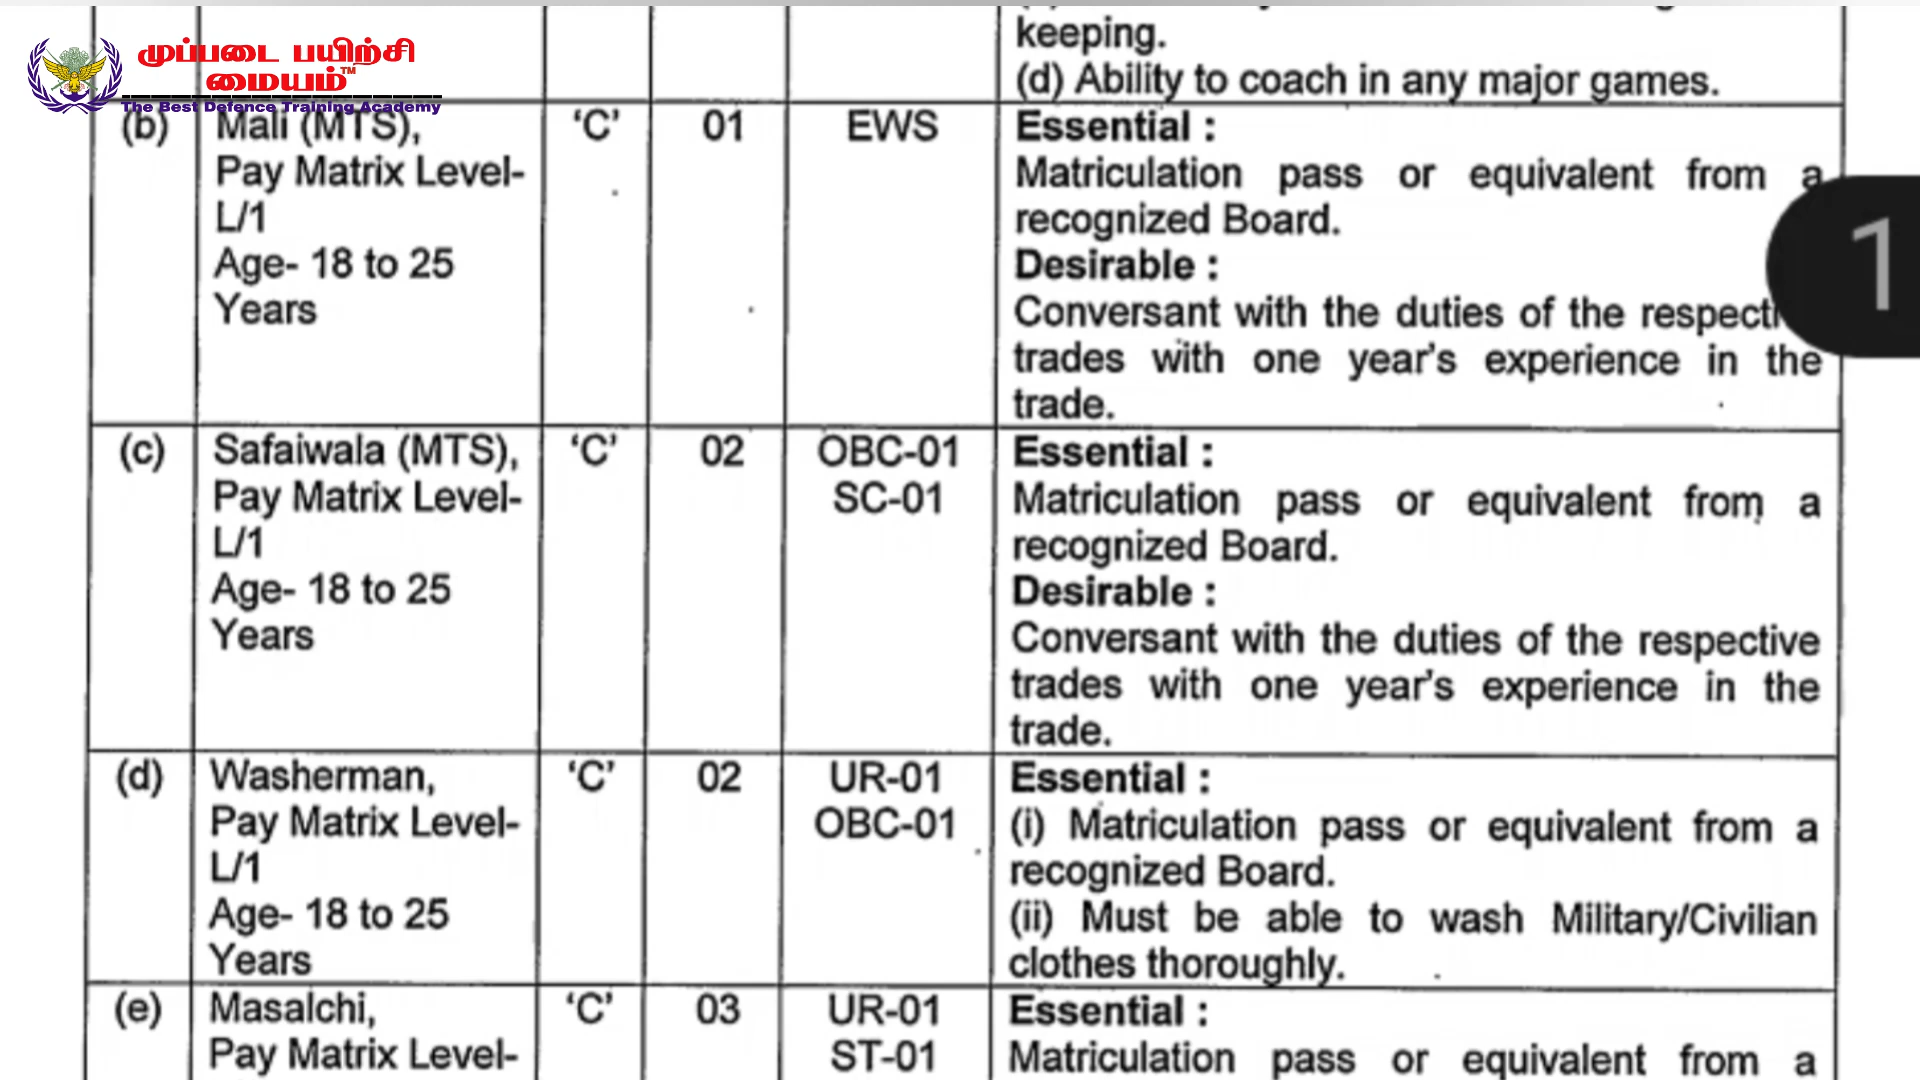 keeping.
(d) Ability to coach in any major games.
முப்படை பயிற்சி
மையம்™
The Best Defence Training Academy
(b) Mali (MTS), 'C' 01 EWS Essential :
Pay Matrix Level- Matriculation pass or equivalent from a
L/1 recognized Board.
Age- 18 to 25 Desirable :
Years Conversant with the duties of the
trades with one year's experience in the
trade.
(c) Safaiwala (MTS), 'C' 02 OBC-01 Essential :
Pay Matrix Level- SC-01 Matriculation pass or equivalent from a
L/1 recognized Board.
Age- 18 to 25 Desirable :
Years Conversant with the duties of the respective
trades with one year's experience in the
trade.
(d) Washerman, 'C' 02 UR-01 Essential :
Pay Matrix Level- OBC-01 (i) Matriculation pass or equivalent from a
L/1 recognized Board.
Age- 18 to 25 (ii) Must be able to wash Military/Civilian
Years clothes thoroughly.
(e) Masalchi, 'C' 03 UR-01 Essential :
Pay Matrix Level- ST-01 Matriculation pass or equivalent from a
1